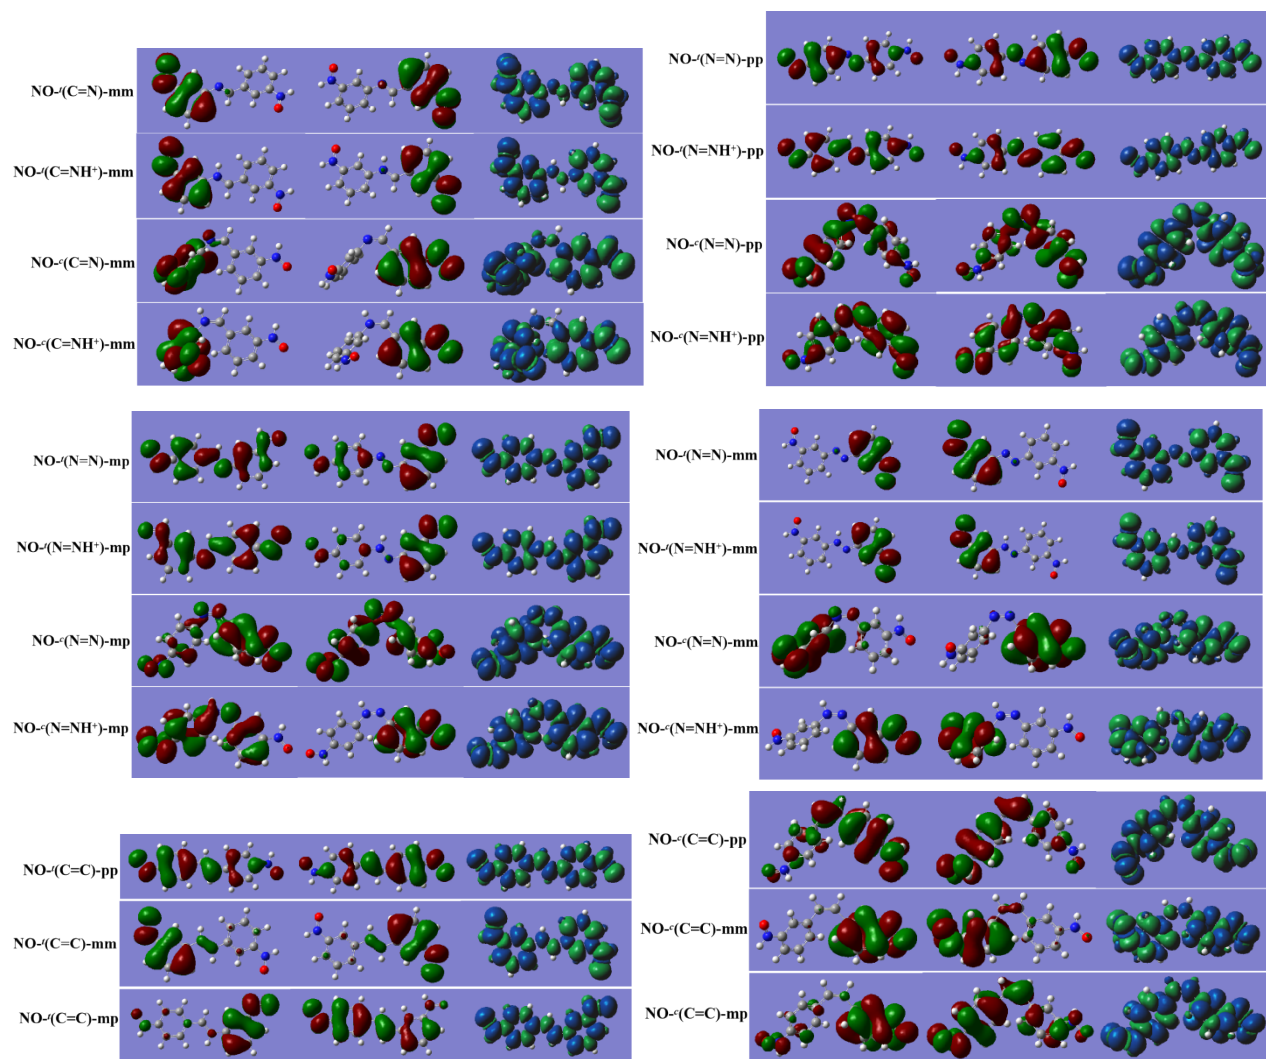 NO-ᵗ(C=N)-mm
NO-ᵗ(C=NH⁺)-mm
NO-ᶜ(C=N)-mm
NO-ᶜ(C=NH⁺)-mm
NO-ᵗ(N=N)-pp
NO-ᵗ(N=NH⁺)-pp
NO-ᶜ(N=N)-pp
NO-ᶜ(N=NH⁺)-pp
NO-ᵗ(N=N)-mp
NO-ᵗ(N=NH⁺)-mp
NO-ᶜ(N=N)-mp
NO-ᶜ(N=NH⁺)-mp
NO-ᵗ(N=N)-mm
NO-ᵗ(N=NH⁺)-mm
NO-ᶜ(N=N)-mm
NO-ᶜ(N=NH⁺)-mm
NO-ᵗ(C=C)-pp
NO-ᵗ(C=C)-mm
NO-ᵗ(C=C)-mp
NO-ᶜ(C=C)-pp
NO-ᶜ(C=C)-mm
NO-ᶜ(C=C)-mp